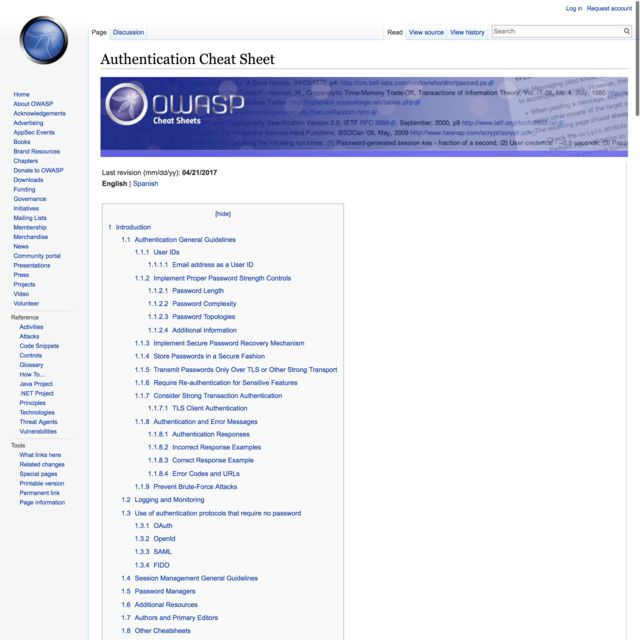 Log in Request account
Page Discussion Read View source View history Search
Authentication Cheat Sheet
OWASP
Cheat Sheets
Last revision (mm/dd/yy): 04/21/2017
English | Spanish
Home
About OWASP
Acknowledgements
Advertising
AppSec Events
Books
Brand Resources
Chapters
Donate to OWASP
Downloads
Funding
Governance
Initiatives
Mailing Lists
Membership
Merchandise
News
Community portal
Presentations
Press
Projects
Video
Volunteer
Reference
Activities
Attacks
Code Snippets
Controls
Glossary
How To...
Java Project
.NET Project
Principles
Technologies
Threat Agents
Vulnerabilities
Tools
What links here
Related changes
Special pages
Printable version
Permanent link
Page information
[hide]
1 Introduction
1.1 Authentication General Guidelines
1.1.1 User IDs
1.1.1.1 Email address as a User ID
1.1.2 Implement Proper Password Strength Controls
1.1.2.1 Password Length
1.1.2.2 Password Complexity
1.1.2.3 Password Topologies
1.1.2.4 Additional Information
1.1.3 Implement Secure Password Recovery Mechanism
1.1.4 Store Passwords in a Secure Fashion
1.1.5 Transmit Passwords Only Over TLS or Other Strong Transport
1.1.6 Require Re-authentication for Sensitive Features
1.1.7 Consider Strong Transaction Authentication
1.1.7.1 TLS Client Authentication
1.1.8 Authentication and Error Messages
1.1.8.1 Authentication Responses
1.1.8.2 Incorrect Response Examples
1.1.8.3 Correct Response Example
1.1.8.4 Error Codes and URLs
1.1.9 Prevent Brute-Force Attacks
1.2 Logging and Monitoring
1.3 Use of authentication protocols that require no password
1.3.1 OAuth
1.3.2 OpenId
1.3.3 SAML
1.3.4 FIDO
1.4 Session Management General Guidelines
1.5 Password Managers
1.6 Additional Resources
1.7 Authors and Primary Editors
1.8 Other Cheatsheets